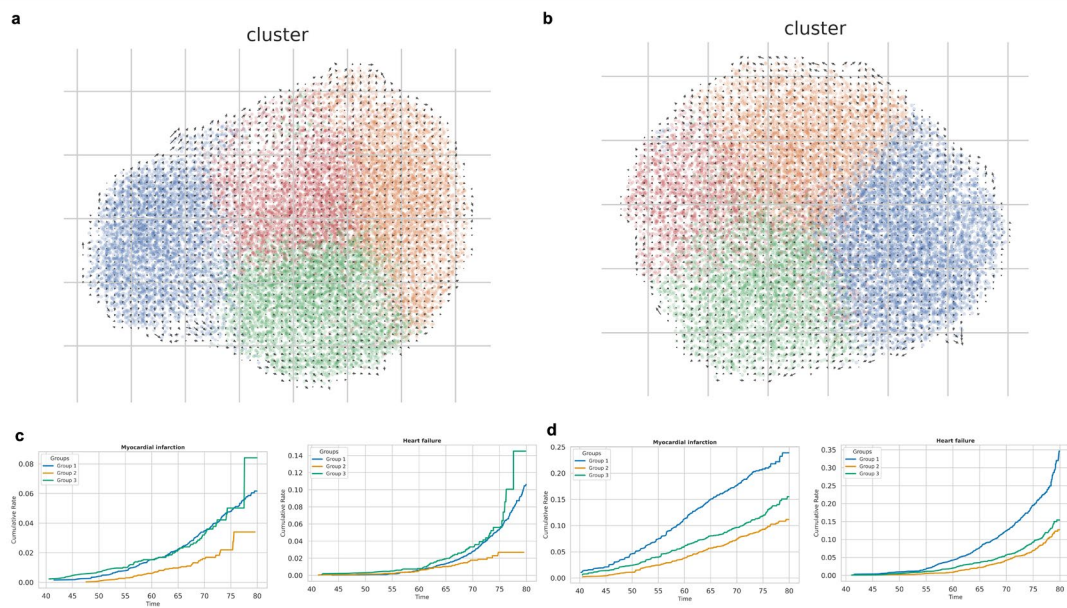 a
cluster
b
cluster
c
Myocardial infarction
Groups
Group 1
Group 2
Group 3
Cumulative Rate
0.08
0.06
0.04
0.02
0.00
40 45 50 55 60 65 70 75 80
Time
Heart failure
Groups
Group 1
Group 2
Group 3
Cumulative Rate
0.14
0.12
0.10
0.08
0.06
0.04
0.02
0.00
40 45 50 55 60 65 70 75 80
Time
d
Myocardial infarction
Groups
Group 1
Group 2
Group 3
Cumulative Rate
0.25
0.20
0.15
0.10
0.05
0.00
40 45 50 55 60 65 70 75 80
Time
Heart failure
Groups
Group 1
Group 2
Group 3
Cumulative Rate
0.35
0.30
0.25
0.20
0.15
0.10
0.05
0.00
40 45 50 55 60 65 70 75 80
Time